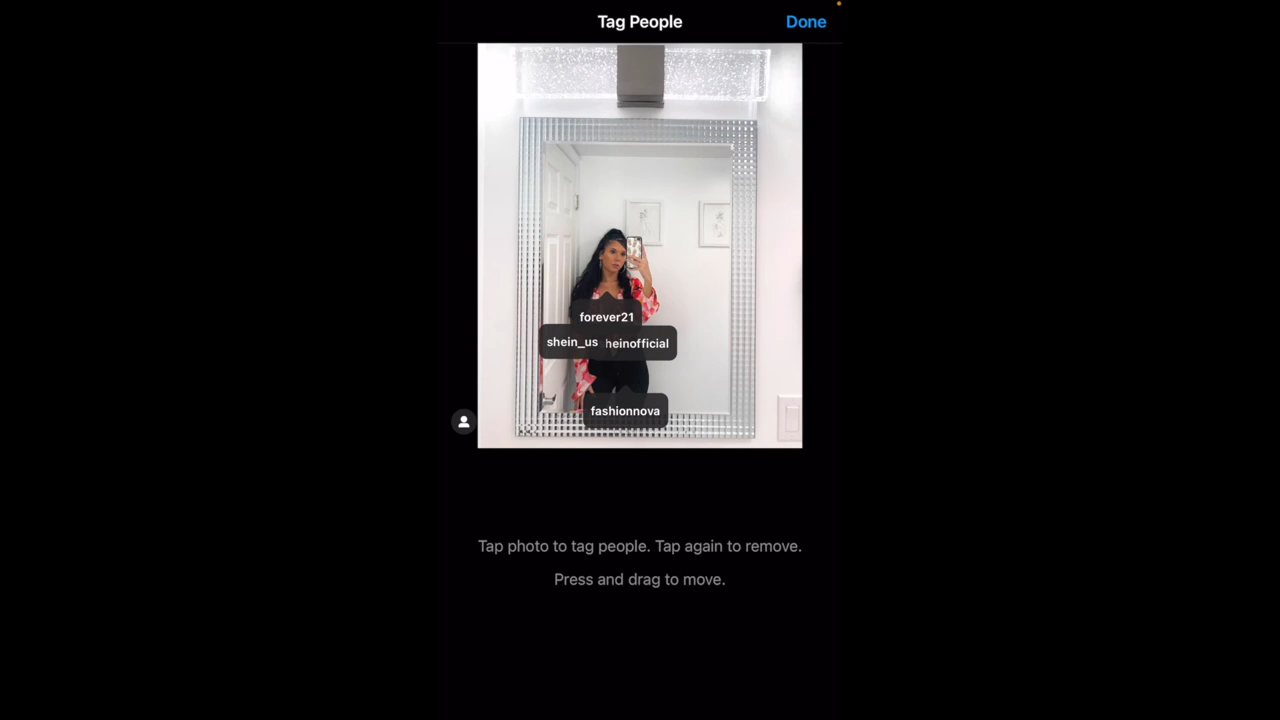 Tag People
Done
forever21
shein_us
heinofficial
fashionnova
Tap photo to tag people. Tap again to remove.
Press and drag to move.